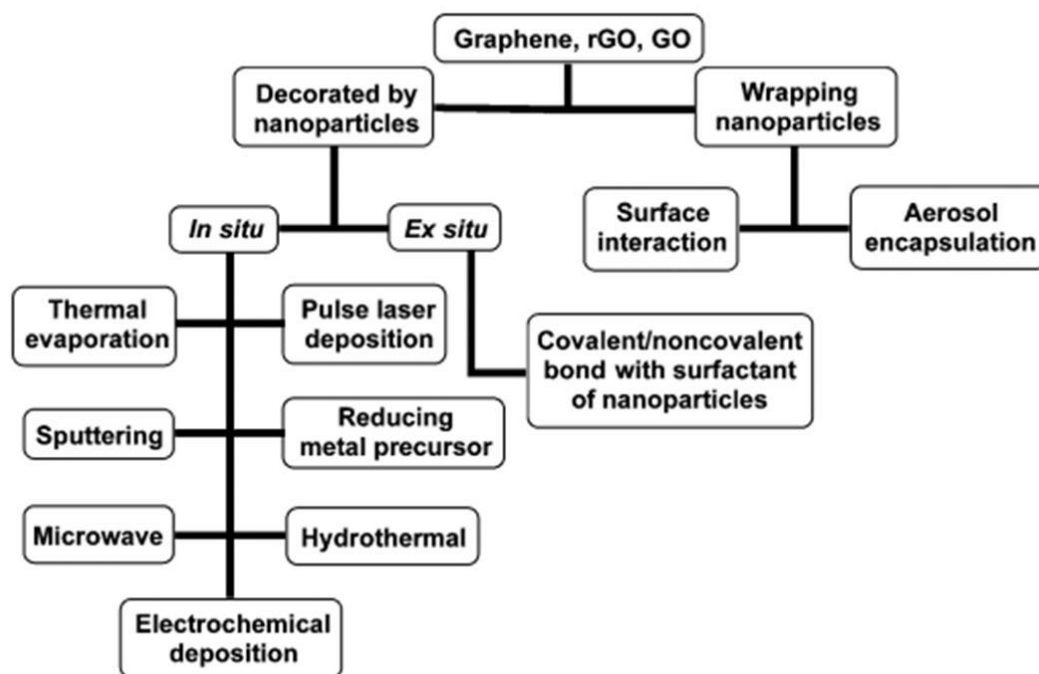 Graphene, rGO, GO
Decorated by
nanoparticles
Wrapping
nanoparticles
In situ
Ex situ
Surface
interaction
Aerosol
encapsulation
Thermal
evaporation
Pulse laser
deposition
Covalent/noncovalent
bond with surfactant
of nanoparticles
Sputtering
Reducing
metal precursor
Microwave
Hydrothermal
Electrochemical
deposition